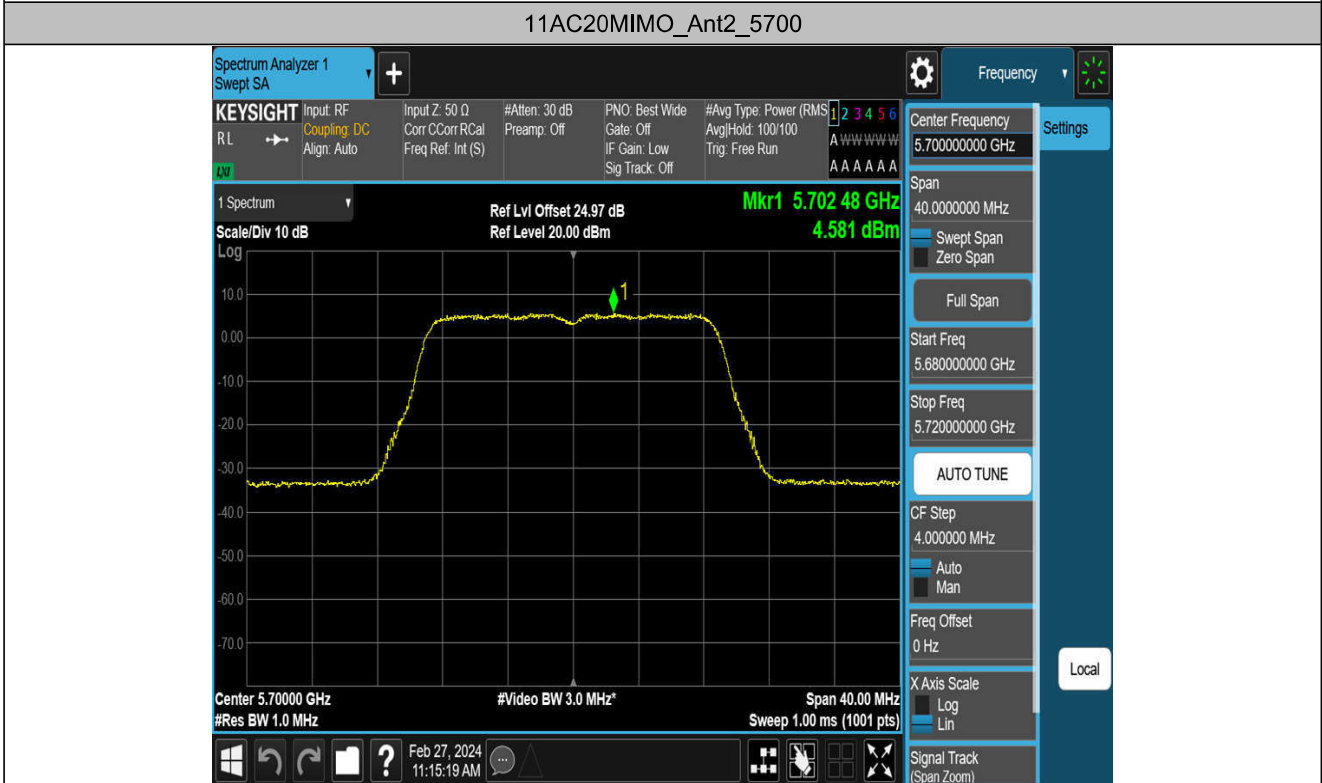 11AC20MIMO_Ant2_5700
Spectrum Analyzer 1
Swept SA
+
Frequency
KEYSIGHT
RL
LXI
Input: RF
Coupling: DC
Align: Auto
Input Z: 50 Ω
Corr CCorr RCal
Freq Ref: Int (S)
#Atten: 30 dB
Preamp: Off
PNO: Best Wide
Gate: Off
IF Gain: Low
Sig Track: Off
#Avg Type: Power (RMS
Avg|Hold: 100/100
Trig: Free Run
1 2 3 4 5 6
A W W W W W
A A A A A A
1 Spectrum
Scale/Div 10 dB
Log
Ref Lvl Offset 24.97 dB
Ref Level 20.00 dBm
Mkr1 5.702 48 GHz
4.581 dBm
1
10.0
0.00
-10.0
-20.0
-30.0
-40.0
-50.0
-60.0
-70.0
Center 5.70000 GHz
#Res BW 1.0 MHz
#Video BW 3.0 MHz*
Span 40.00 MHz
Sweep 1.00 ms (1001 pts)
?
Feb 27, 2024
11:15:19 AM
Center Frequency
5.700000000 GHz
Settings
Span
40.0000000 MHz
Swept Span
Zero Span
Full Span
Start Freq
5.680000000 GHz
Stop Freq
5.720000000 GHz
AUTO TUNE
CF Step
4.000000 MHz
Auto
Man
Freq Offset
0 Hz
X Axis Scale
Log
Lin
Local
Signal Track
(Span Zoom)